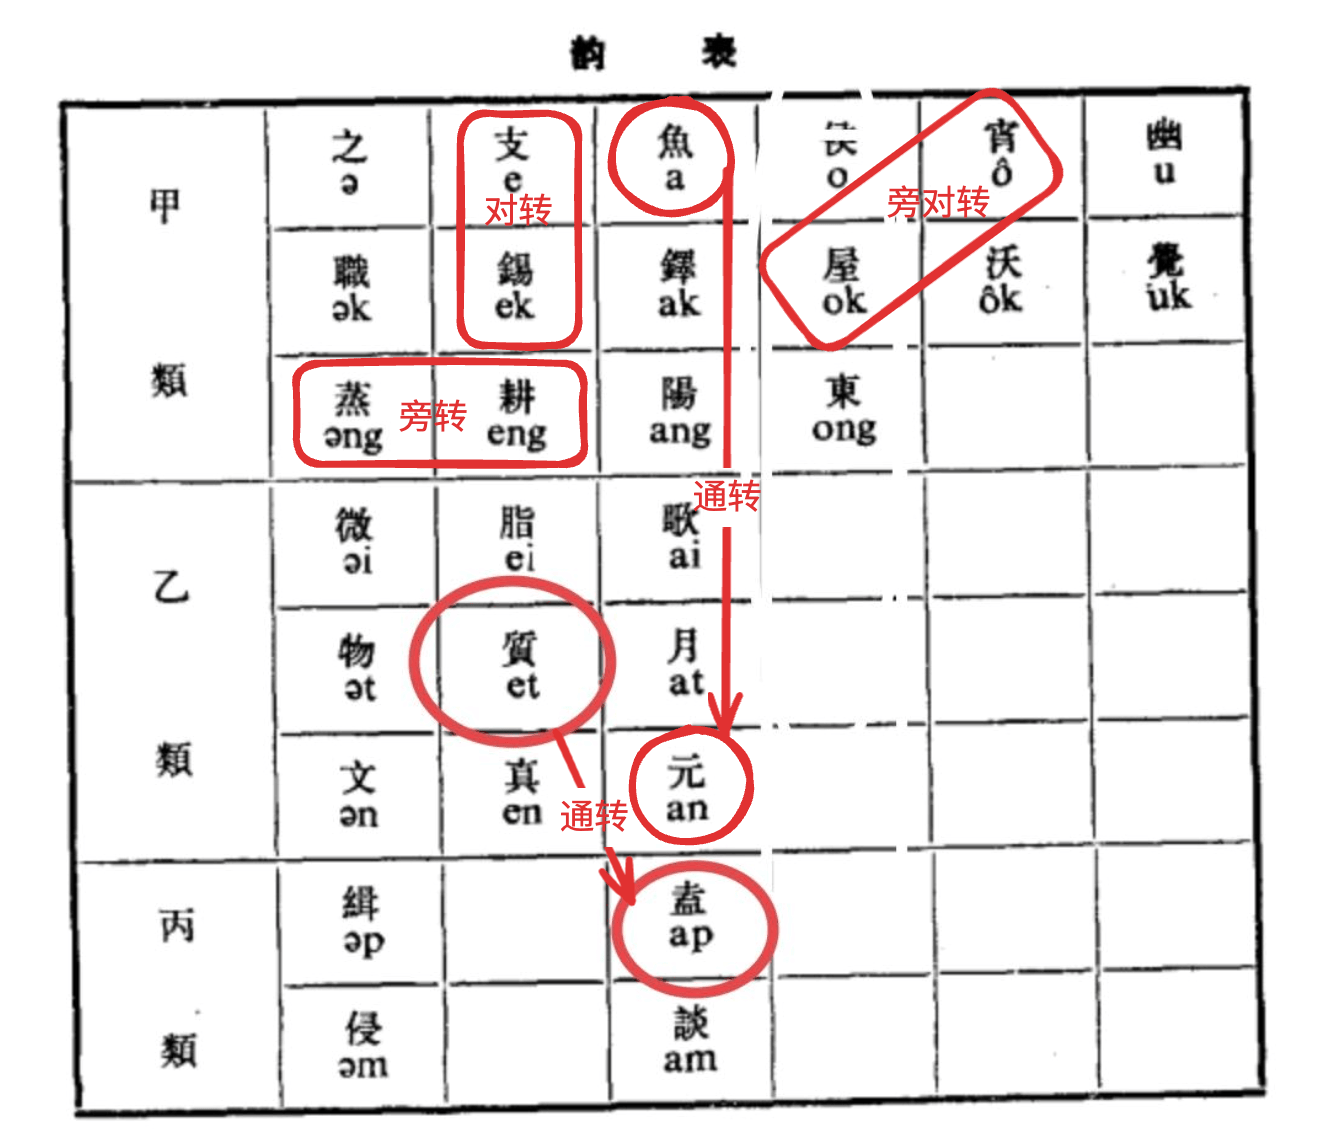 韵 表
甲類
之 支 魚 侯 宵 幽
ə e a o ô u
对转
旁对转
職 錫 鐸 屋 沃 覺
ək ek ak ok ôk uk
蒸 耕 陽 東
əng eng ang ong
旁转
乙類
微 脂 歌
əi ei ai
通转
物 質 月
ət et at
文 真 元
ən en an
通转
丙類
緝 盍
əp ap
侵 談
əm am